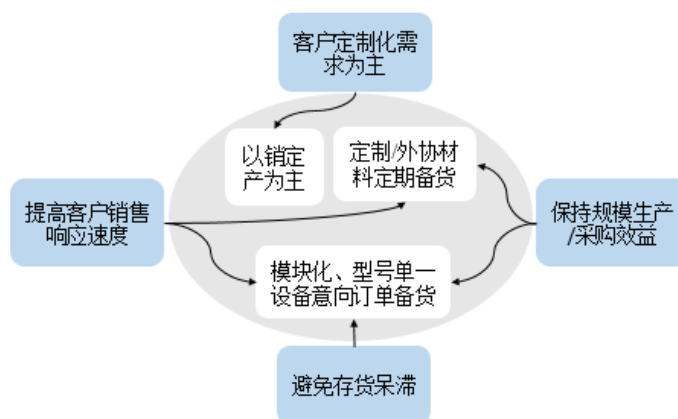 客户定制化需
求为主
以销定
产为主
定制/外协材
料定期备货
提高客户销售
响应速度
保持规模生产
/采购效益
模块化、型号单一
设备意向订单备货
避免存货呆滞